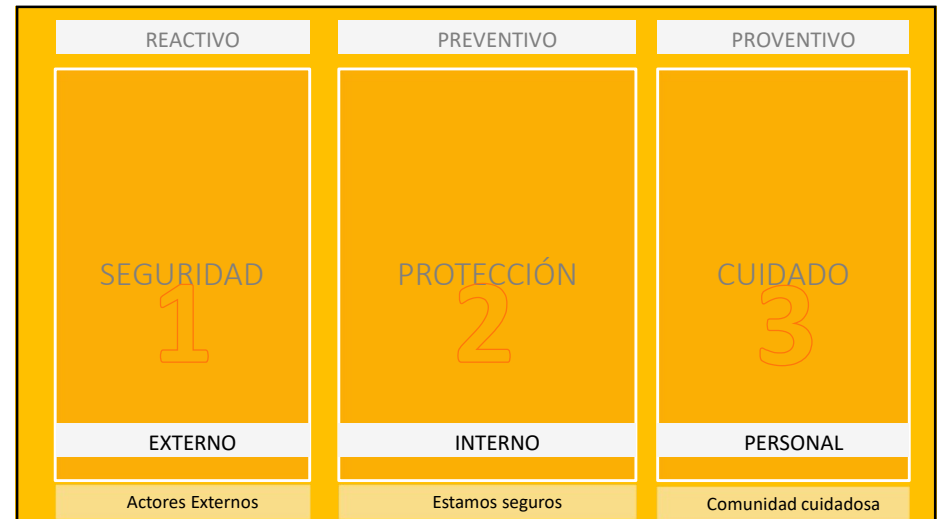 REACTIVO
PREVENTIVO
PROVENTIVO
SEGURIDAD
1
PROTECCIÓN
2
CUIDADO
3
EXTERNO
INTERNO
PERSONAL
Actores Externos
Estamos seguros
Comunidad cuidadosa